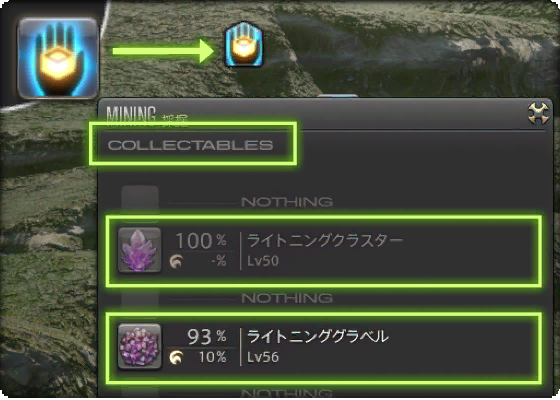 MINING 採掘
COLLECTABLES
NOTHING
100% ライトニングクラスター
-% Lv50
NOTHING
93% ライトニンググラベル
10% Lv56
NOTHING